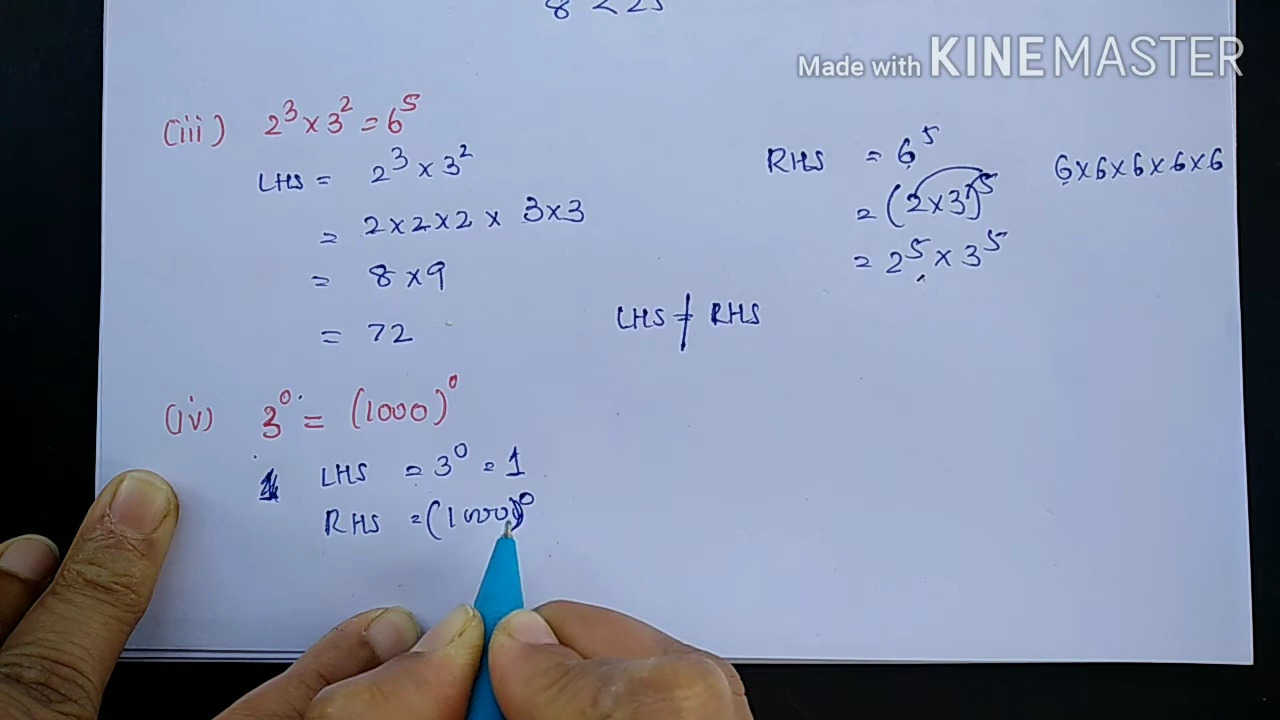 8 < 25
Made with KINEMASTER
(iii) 2³ × 3² = 6⁵
LHS = 2³ × 3²
= 2×2×2 × 3×3
= 8 × 9
= 72
RHS = 6⁵
6×6×6×6×6
= (2×3)⁵
= 2⁵ × 3⁵
LHS ≠ RHS
(iv) 3⁰ = (1000)⁰
LHS = 3⁰ = 1
RHS = (1000)⁰